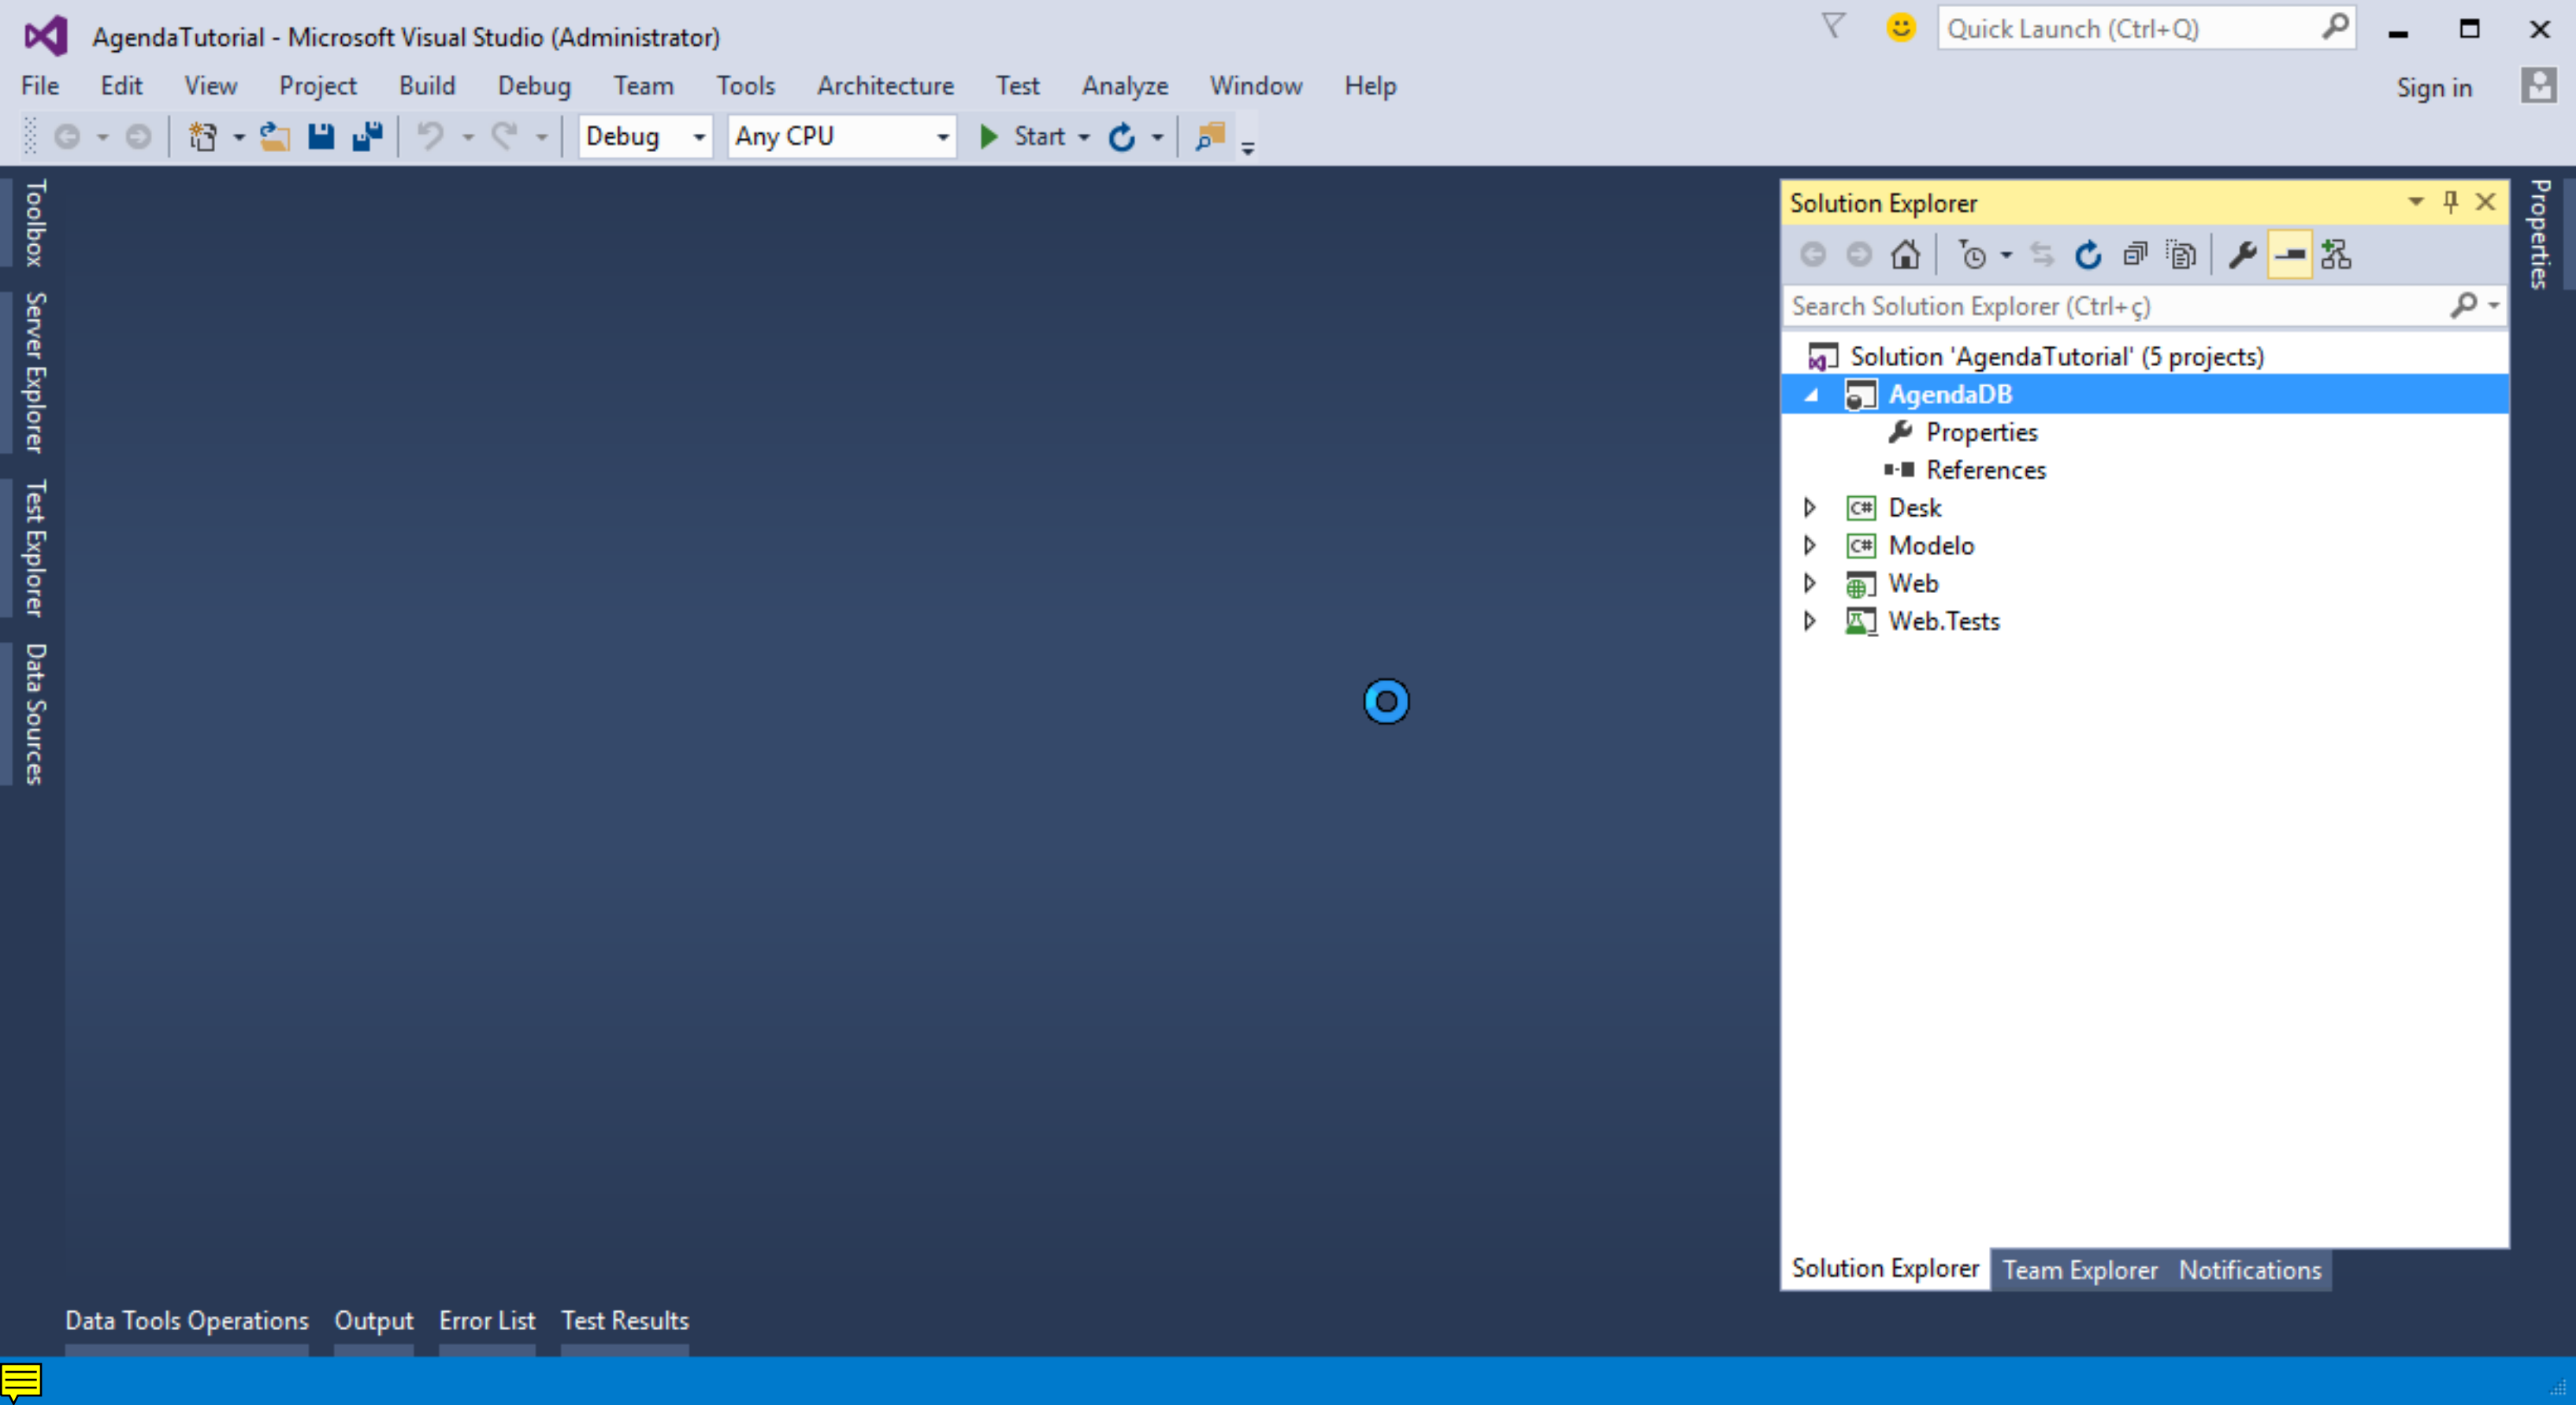 AgendaTutorial - Microsoft Visual Studio (Administrator)
Quick Launch (Ctrl+Q)
File Edit View Project Build Debug Team Tools Architecture Test Analyze Window Help
Sign in
Debug Any CPU Start
Toolbox
Server Explorer
Test Explorer
Data Sources
Solution Explorer
Search Solution Explorer (Ctrl+ç)
Solution 'AgendaTutorial' (5 projects)
AgendaDB
Properties
References
C# Desk
C# Modelo
Web
Web.Tests
Solution Explorer Team Explorer Notifications
Properties
Data Tools Operations Output Error List Test Results